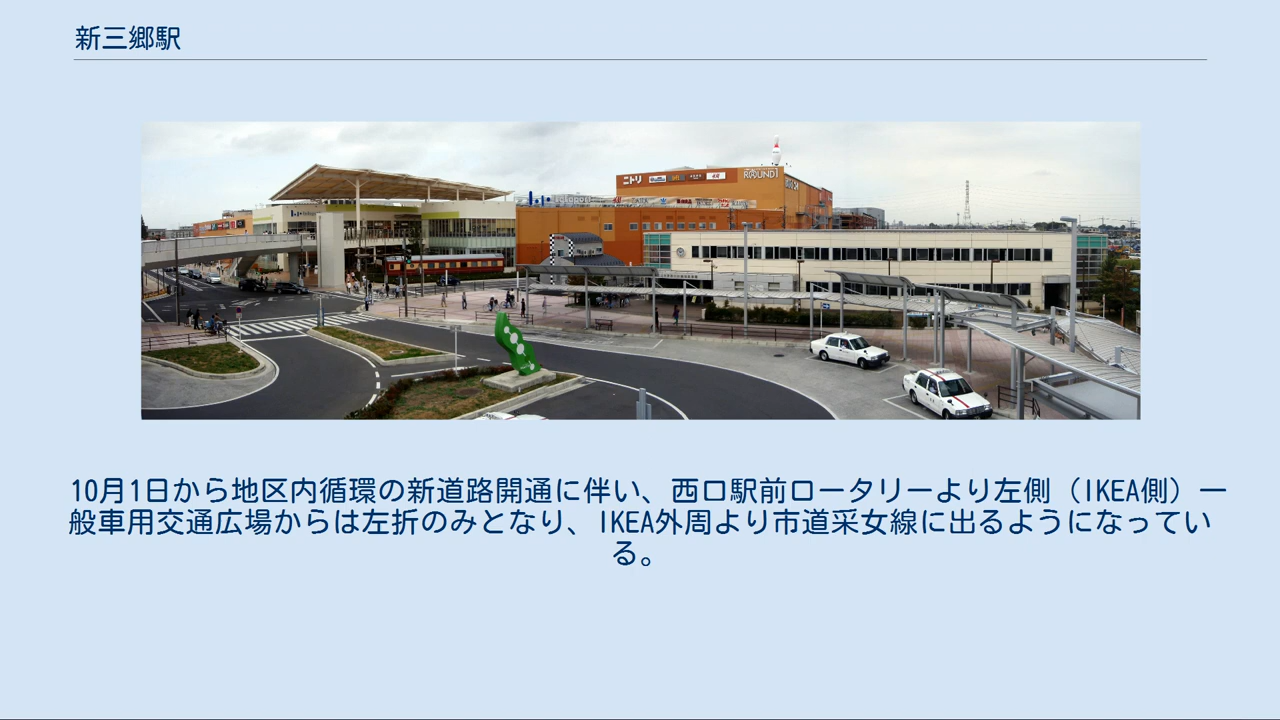 新三郷駅
ニトリ
ROUND1
10月1日から地区内循環の新道路開通に伴い、西口駅前ロータリーより左側（IKEA側）一
般車用交通広場からは左折のみとなり、IKEA外周より市道采女線に出るようになってい
る。